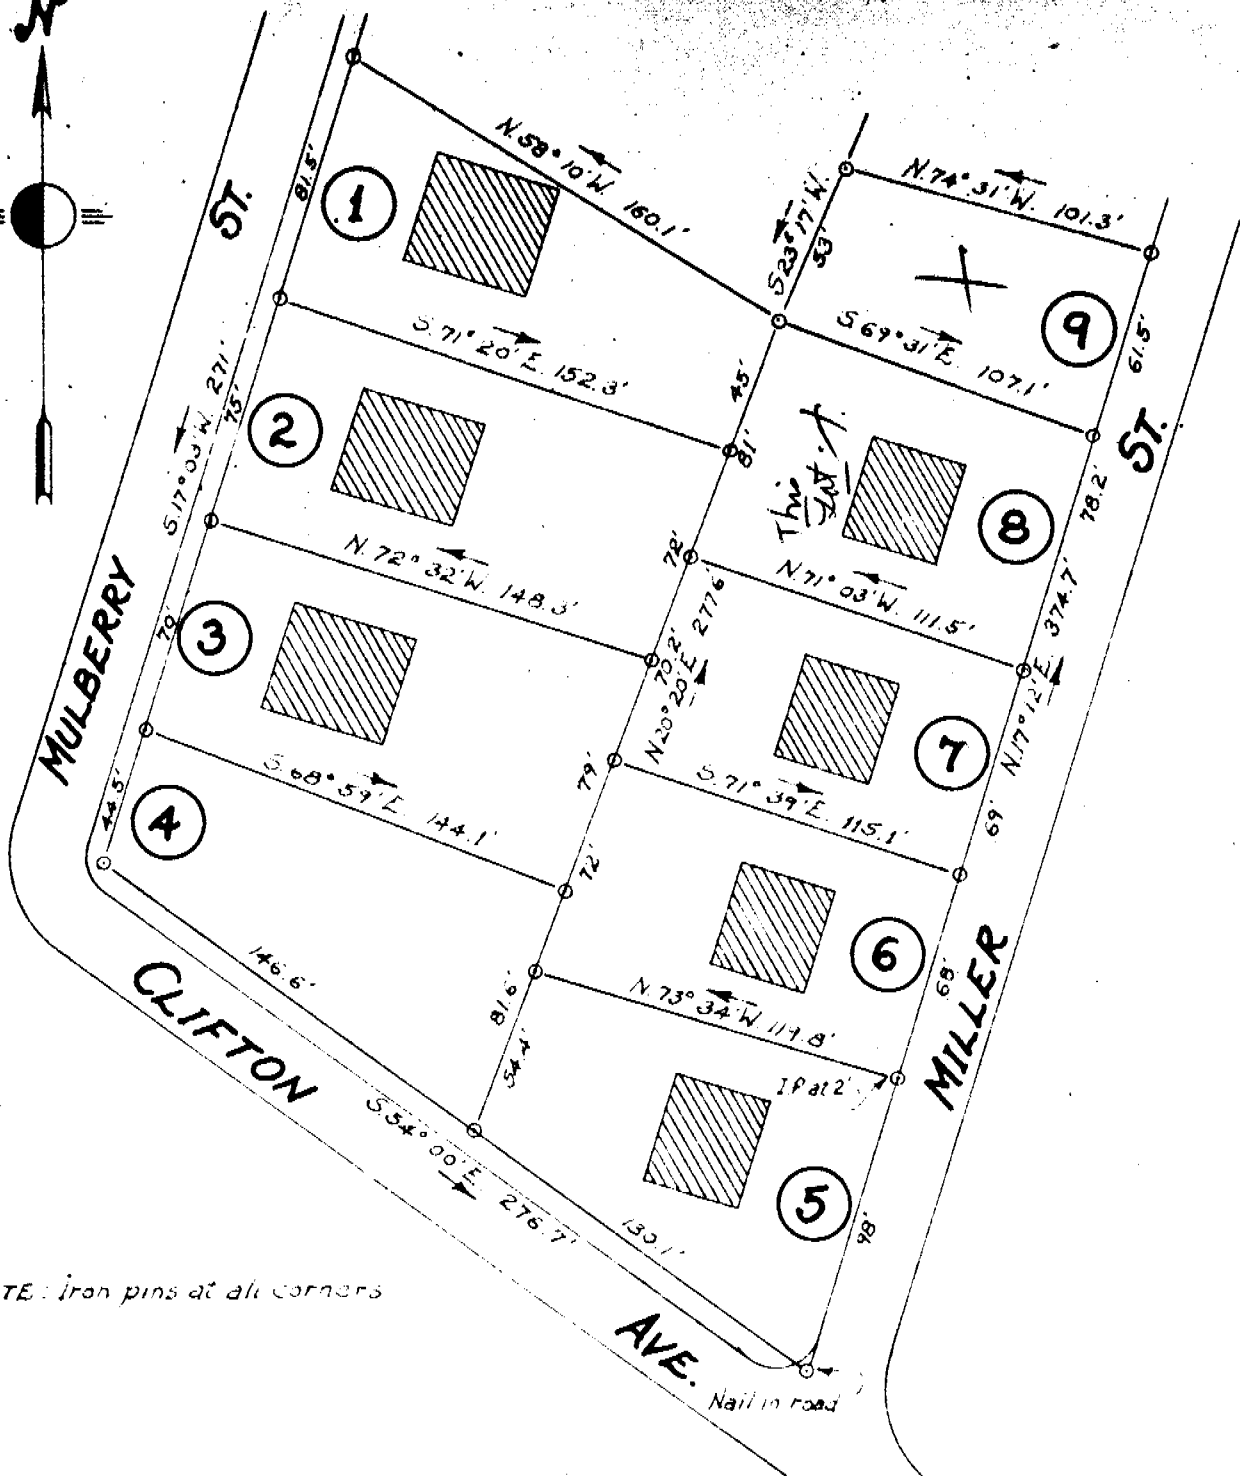 N
ST.
81.5'
1
N. 58° 10' W. 160.1'
S 23° 17' W.
53'
N. 74° 31' W. 101.3'
9
61.5'
S. 71° 20' E. 152.3'
S. 69° 31' E. 107.1'
ST.
45'
81'
This
Lot X
8
78.2'
S. 17° 03' W. 271'
75'
2
N. 72° 32' W. 148.3'
72'
N. 71° 03' W. 111.5'
N. 17° 12' E. 374.7'
MULBERRY
70'
3
70.2'
N 20° 20' E 277.6'
7
79'
S. 71° 39' E. 115.1'
69'
44.5'
4
S. 68° 59' E. 144.1'
72'
6
68'
MILLER
146.6'
81.6'
54.4'
N. 73° 34' W. 119.8'
I.P. at 2'
CLIFTON
S. 54° 00' E. 276.7'
130.1'
5
98'
TE: Iron pins at all corners
AVE.
Nail in road